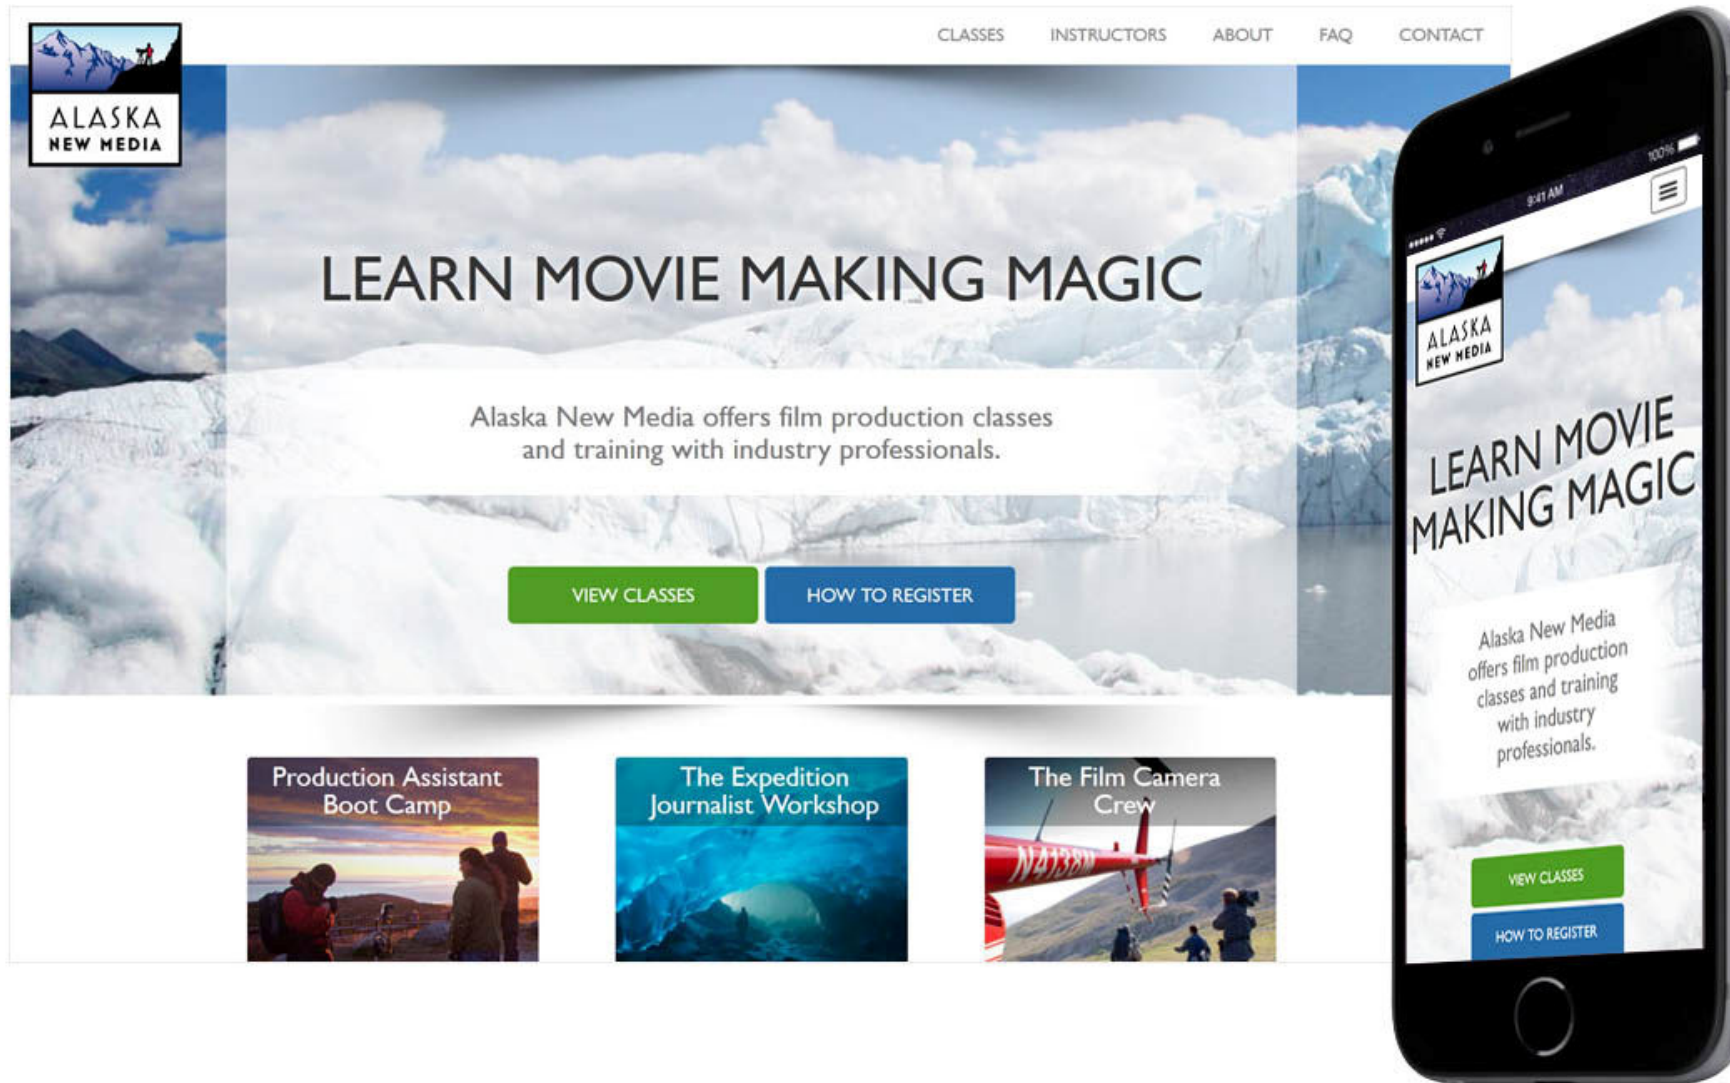 CLASSES INSTRUCTORS ABOUT FAQ CONTACT
ALASKA
NEW MEDIA
LEARN MOVIE MAKING MAGIC
Alaska New Media offers film production classes
and training with industry professionals.
VIEW CLASSES HOW TO REGISTER
Production Assistant
Boot Camp
The Expedition
Journalist Workshop
The Film Camera
Crew
N4138M
9:41 AM 100%
ALASKA
NEW MEDIA
LEARN MOVIE
MAKING MAGIC
Alaska New Media
offers film production
classes and training
with industry
professionals.
VIEW CLASSES
HOW TO REGISTER